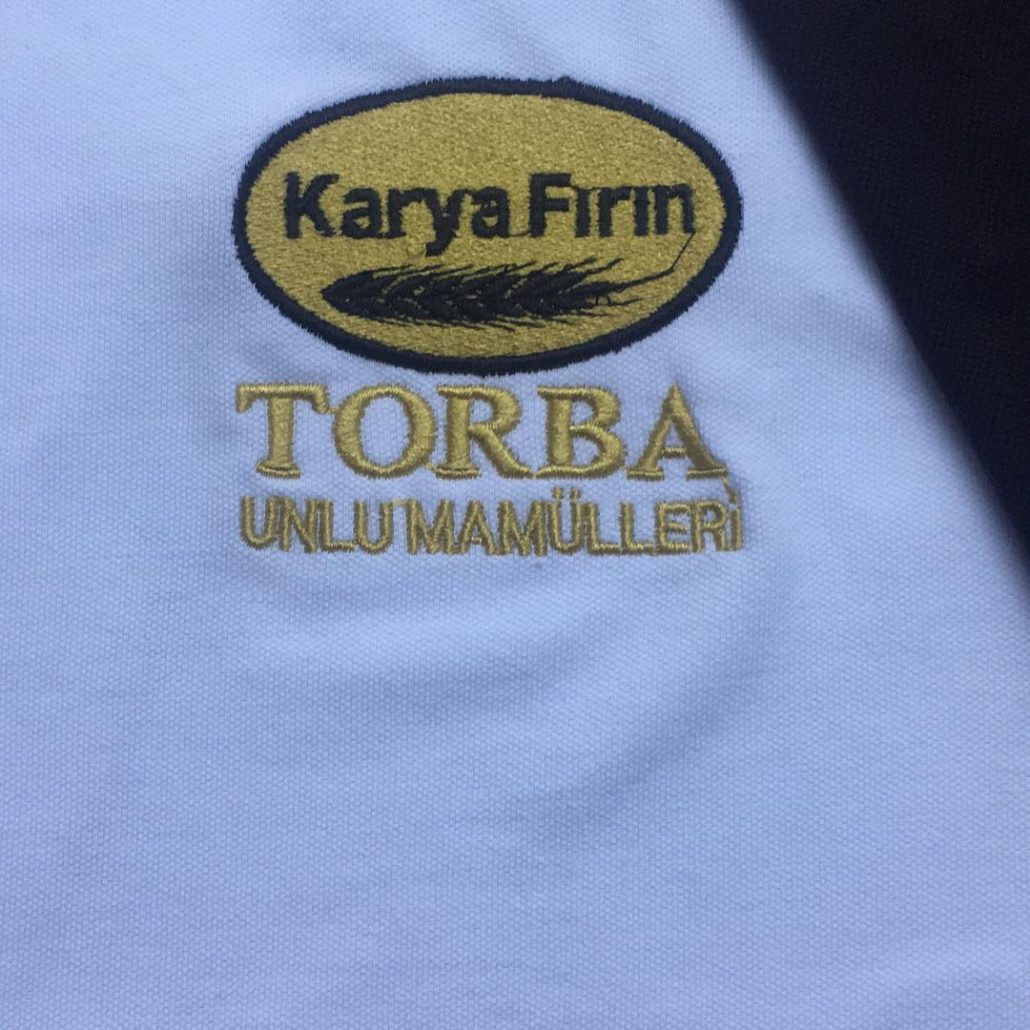 Karya Fırın
TORBA
UNLU MAMÜLLERİ